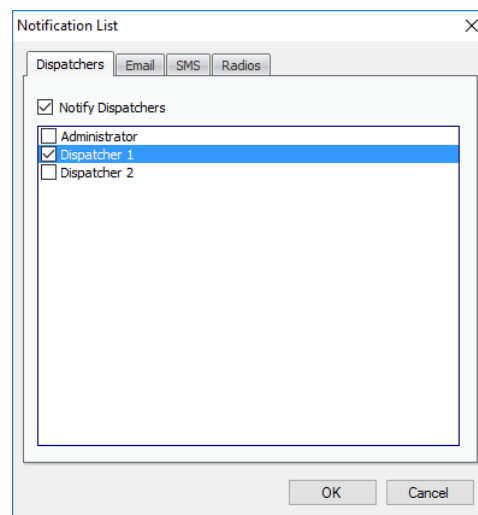 Notification List
Dispatchers Email SMS Radios
Notify Dispatchers
Administrator
Dispatcher 1
Dispatcher 2
OK Cancel